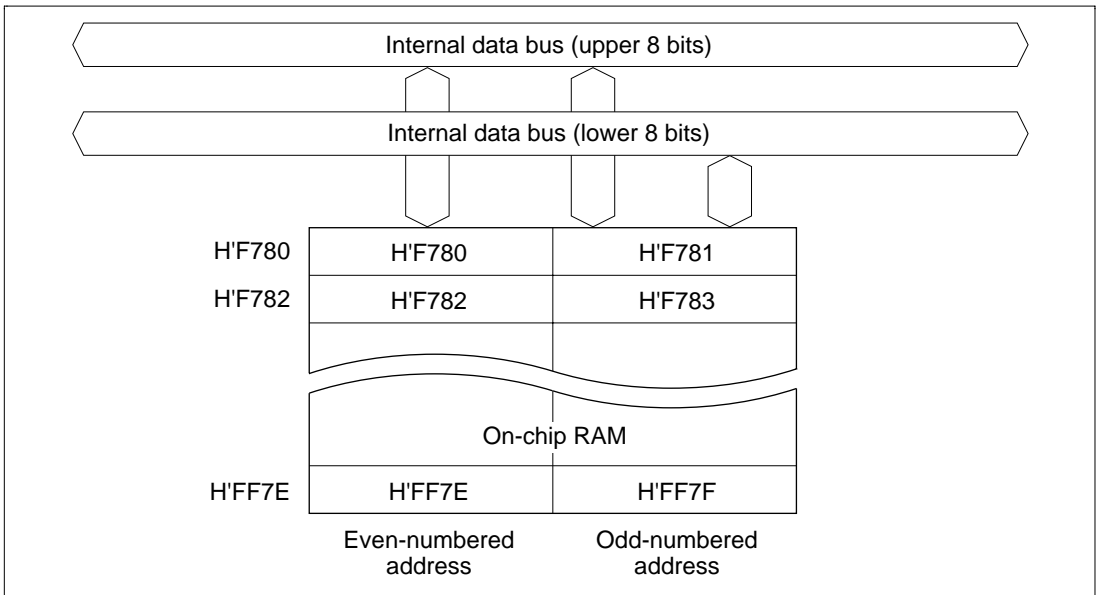 Internal data bus (upper 8 bits)
Internal data bus (lower 8 bits)
H'F780 H'F780 H'F781
H'F782 H'F782 H'F783
On-chip RAM
H'FF7E H'FF7E H'FF7F
Even-numbered address
Odd-numbered address